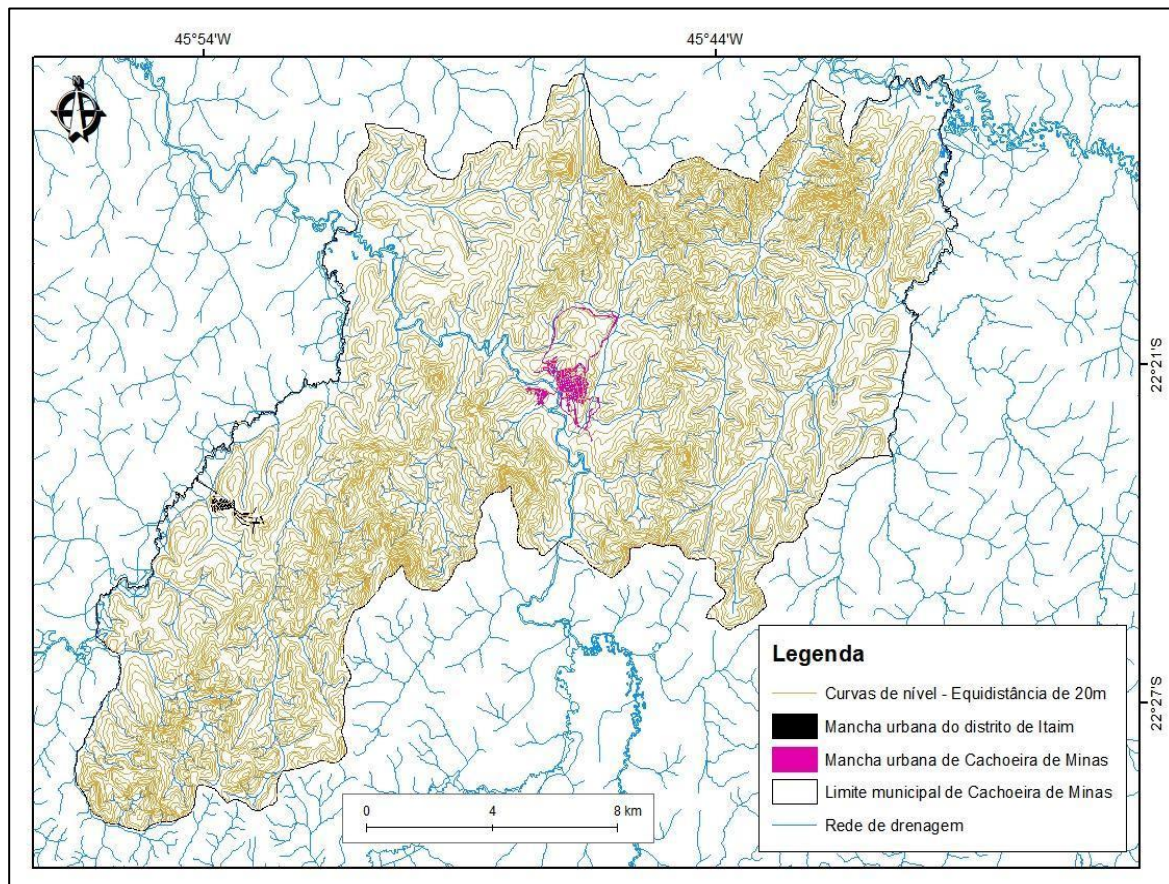 45°54'W
45°44'W
22°21'S
22°27'S
Legenda
Curvas de nível - Equidistância de 20m
Mancha urbana do distrito de Itaim
Mancha urbana de Cachoeira de Minas
Limite municipal de Cachoeira de Minas
Rede de drenagem
0 4 8 km